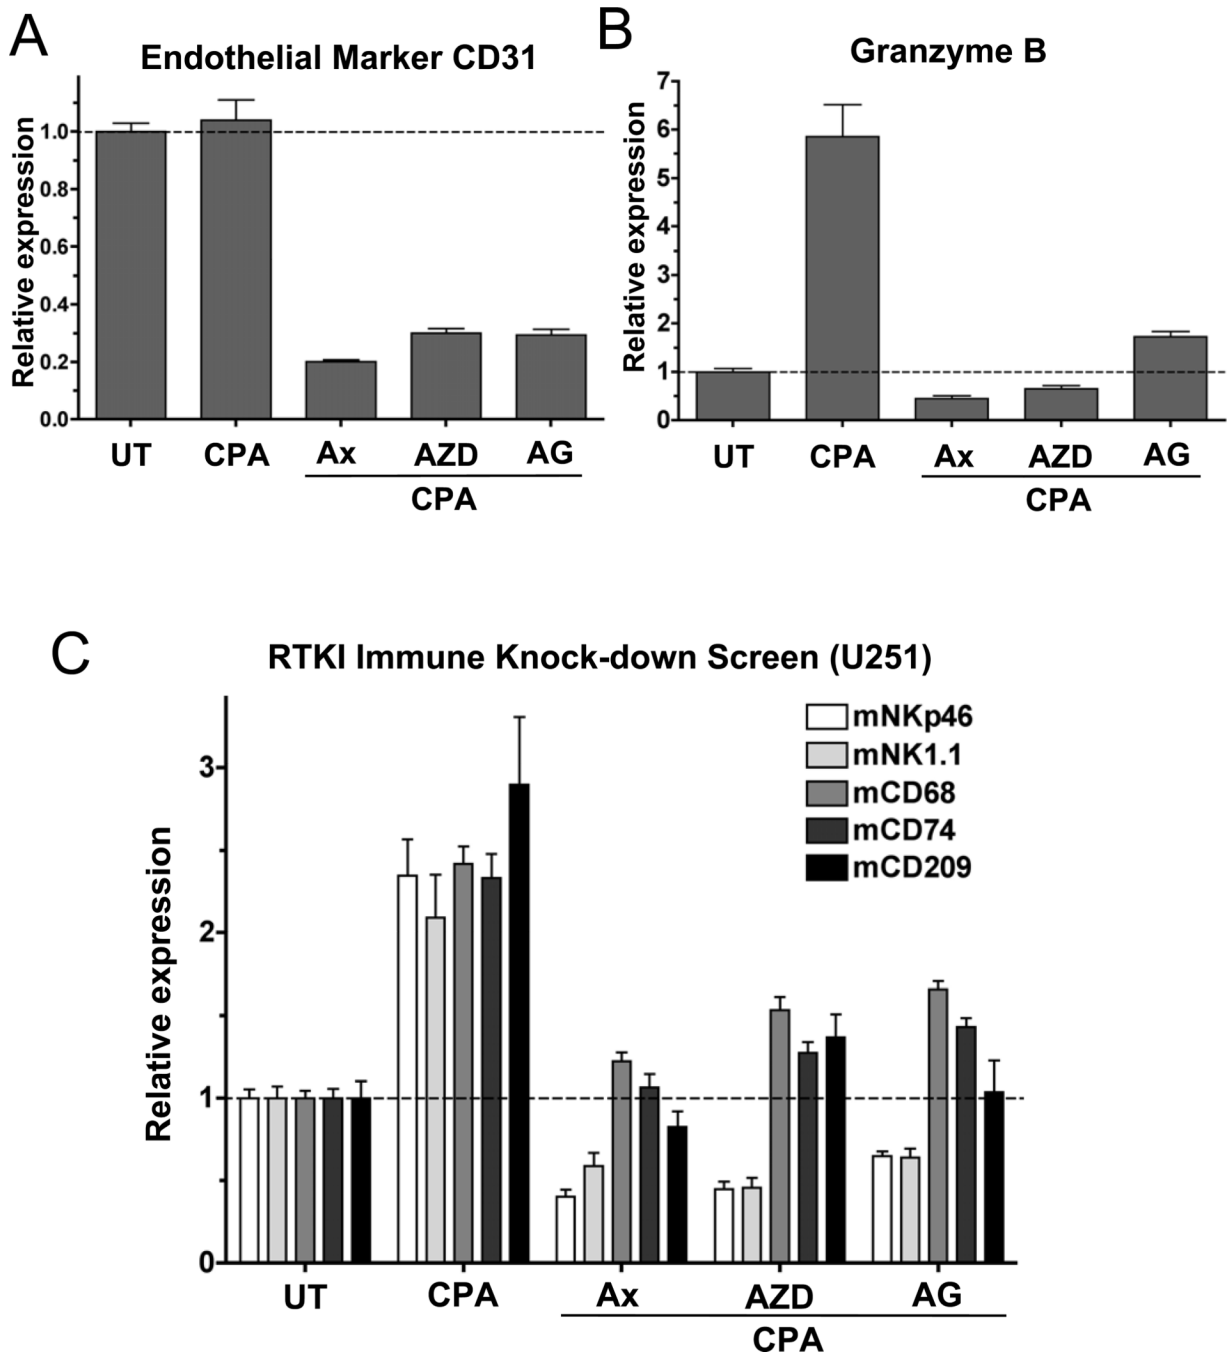 A
Endothelial Marker CD31
Relative expression
1.0
0.8
0.6
0.4
0.2
0.0
UT CPA Ax AZD AG
CPA
B
Granzyme B
Relative expression
7
6
5
4
3
2
1
0
UT CPA Ax AZD AG
CPA
C
RTKI Immune Knock-down Screen (U251)
mNKp46
mNK1.1
mCD68
mCD74
mCD209
Relative expression
3
2
1
0
UT CPA Ax AZD AG
CPA